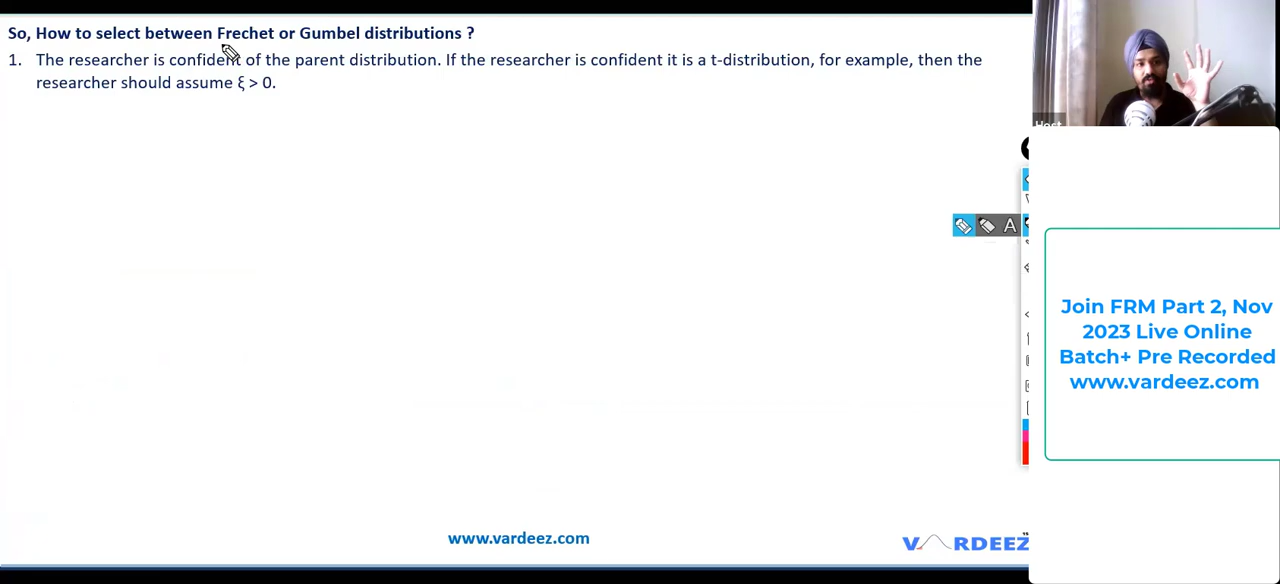 So, How to select between Frechet or Gumbel distributions ?
1. The researcher is confident of the parent distribution. If the researcher is confident it is a t-distribution, for example, then the
researcher should assume ξ > 0.
Host
A
Join FRM Part 2, Nov
2023 Live Online
Batch+ Pre Recorded
www.vardeez.com
www.vardeez.com
VARDEEZ